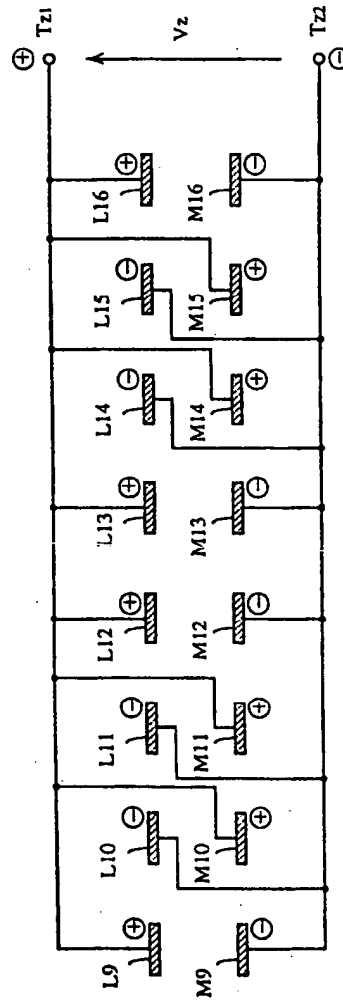 ⊕ Tz1
Vz
Tz2 ⊖
L9 ⊕
L10 ⊖
L11 ⊖
L12 ⊕
L13 ⊕
L14 ⊖
L15 ⊖
L16 ⊕
M9 ⊖
M10 ⊕
M11 ⊕
M12 ⊖
M13 ⊖
M14 ⊕
M15 ⊕
M16 ⊖